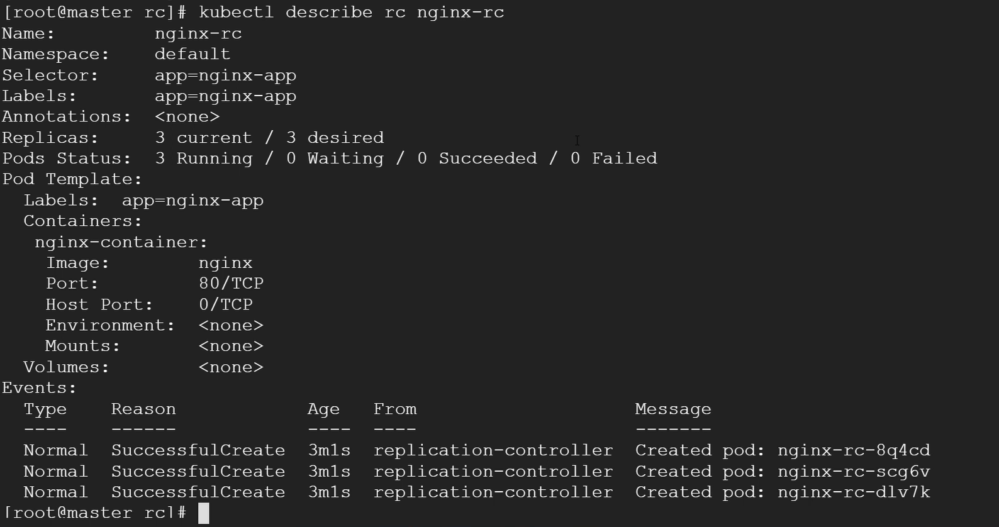 [root@master rc]# kubectl describe rc nginx-rc
Name:         nginx-rc
Namespace:    default
Selector:     app=nginx-app
Labels:       app=nginx-app
Annotations:  <none>
Replicas:     3 current / 3 desired
Pods Status:  3 Running / 0 Waiting / 0 Succeeded / 0 Failed
Pod Template:
  Labels:  app=nginx-app
  Containers:
   nginx-container:
    Image:        nginx
    Port:         80/TCP
    Host Port:    0/TCP
    Environment:  <none>
    Mounts:       <none>
  Volumes:        <none>
Events:
  Type    Reason            Age   From                    Message
  ----    ------            ----  ----                    -------
  Normal  SuccessfulCreate  3m1s  replication-controller  Created pod: nginx-rc-8q4cd
  Normal  SuccessfulCreate  3m1s  replication-controller  Created pod: nginx-rc-scg6v
  Normal  SuccessfulCreate  3m1s  replication-controller  Created pod: nginx-rc-dlv7k
[root@master rc]#